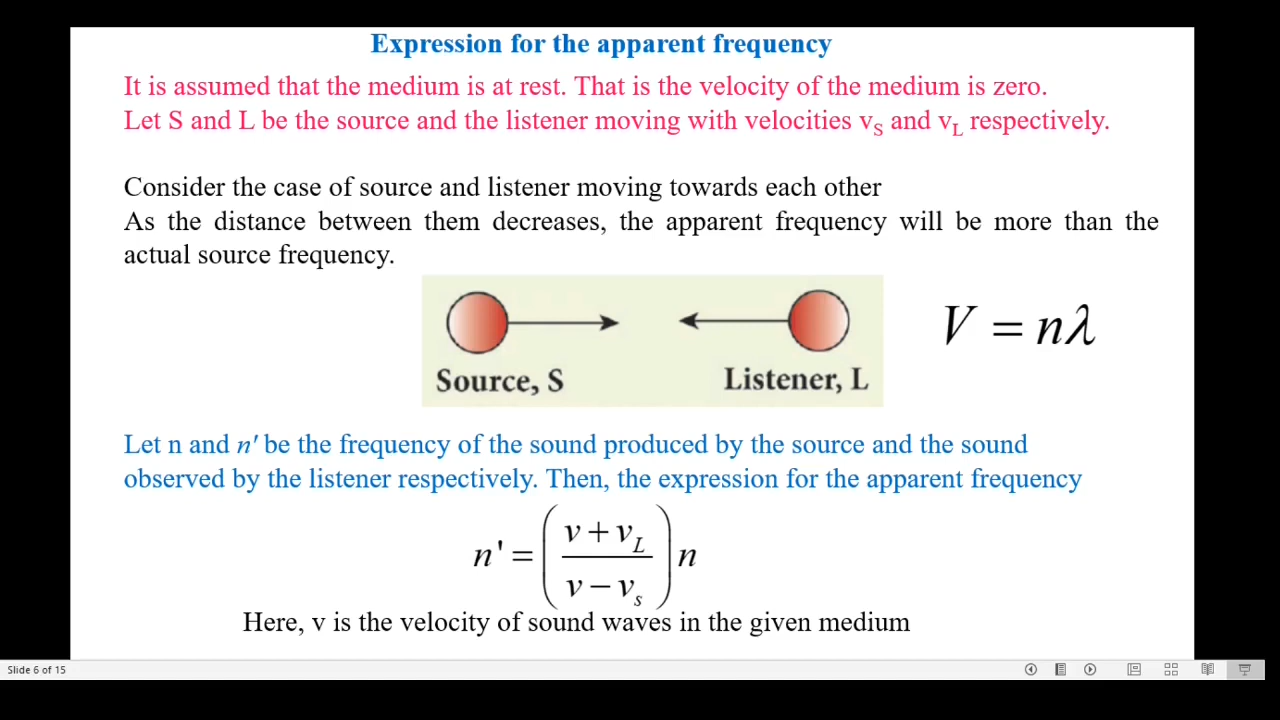 Expression for the apparent frequency
It is assumed that the medium is at rest. That is the velocity of the medium is zero.
Let S and L be the source and the listener moving with velocities v_S and v_L respectively.
Consider the case of source and listener moving towards each other
As the distance between them decreases, the apparent frequency will be more than the
actual source frequency.
Source, S
Listener, L
V = nλ
Let n and n' be the frequency of the sound produced by the source and the sound
observed by the listener respectively. Then, the expression for the apparent frequency
n' = ( (v + v_L) / (v − v_s) ) n
Here, v is the velocity of sound waves in the given medium
Slide 6 of 15